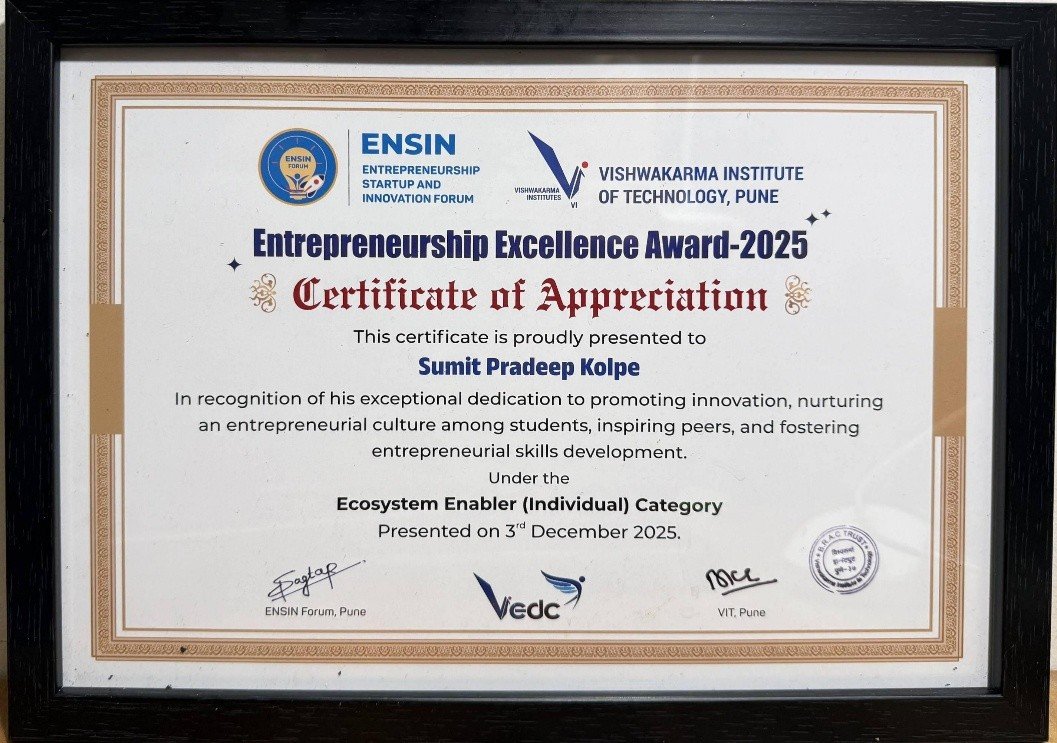 ENSIN
FORUM
ENSIN
ENTREPRENEURSHIP
STARTUP AND
INNOVATION FORUM
VISHWAKARMA
INSTITUTES
VI
VISHWAKARMA INSTITUTE
OF TECHNOLOGY, PUNE
Entrepreneurship Excellence Award-2025
Certificate of Appreciation
This certificate is proudly presented to
Sumit Pradeep Kolpe
In recognition of his exceptional dedication to promoting innovation, nurturing
an entrepreneurial culture among students, inspiring peers, and fostering
entrepreneurial skills development.
Under the
Ecosystem Enabler (Individual) Category
Presented on 3rd December 2025.
ENSIN Forum, Pune
Vedc
VIT, Pune
B.R.A.C TRUST